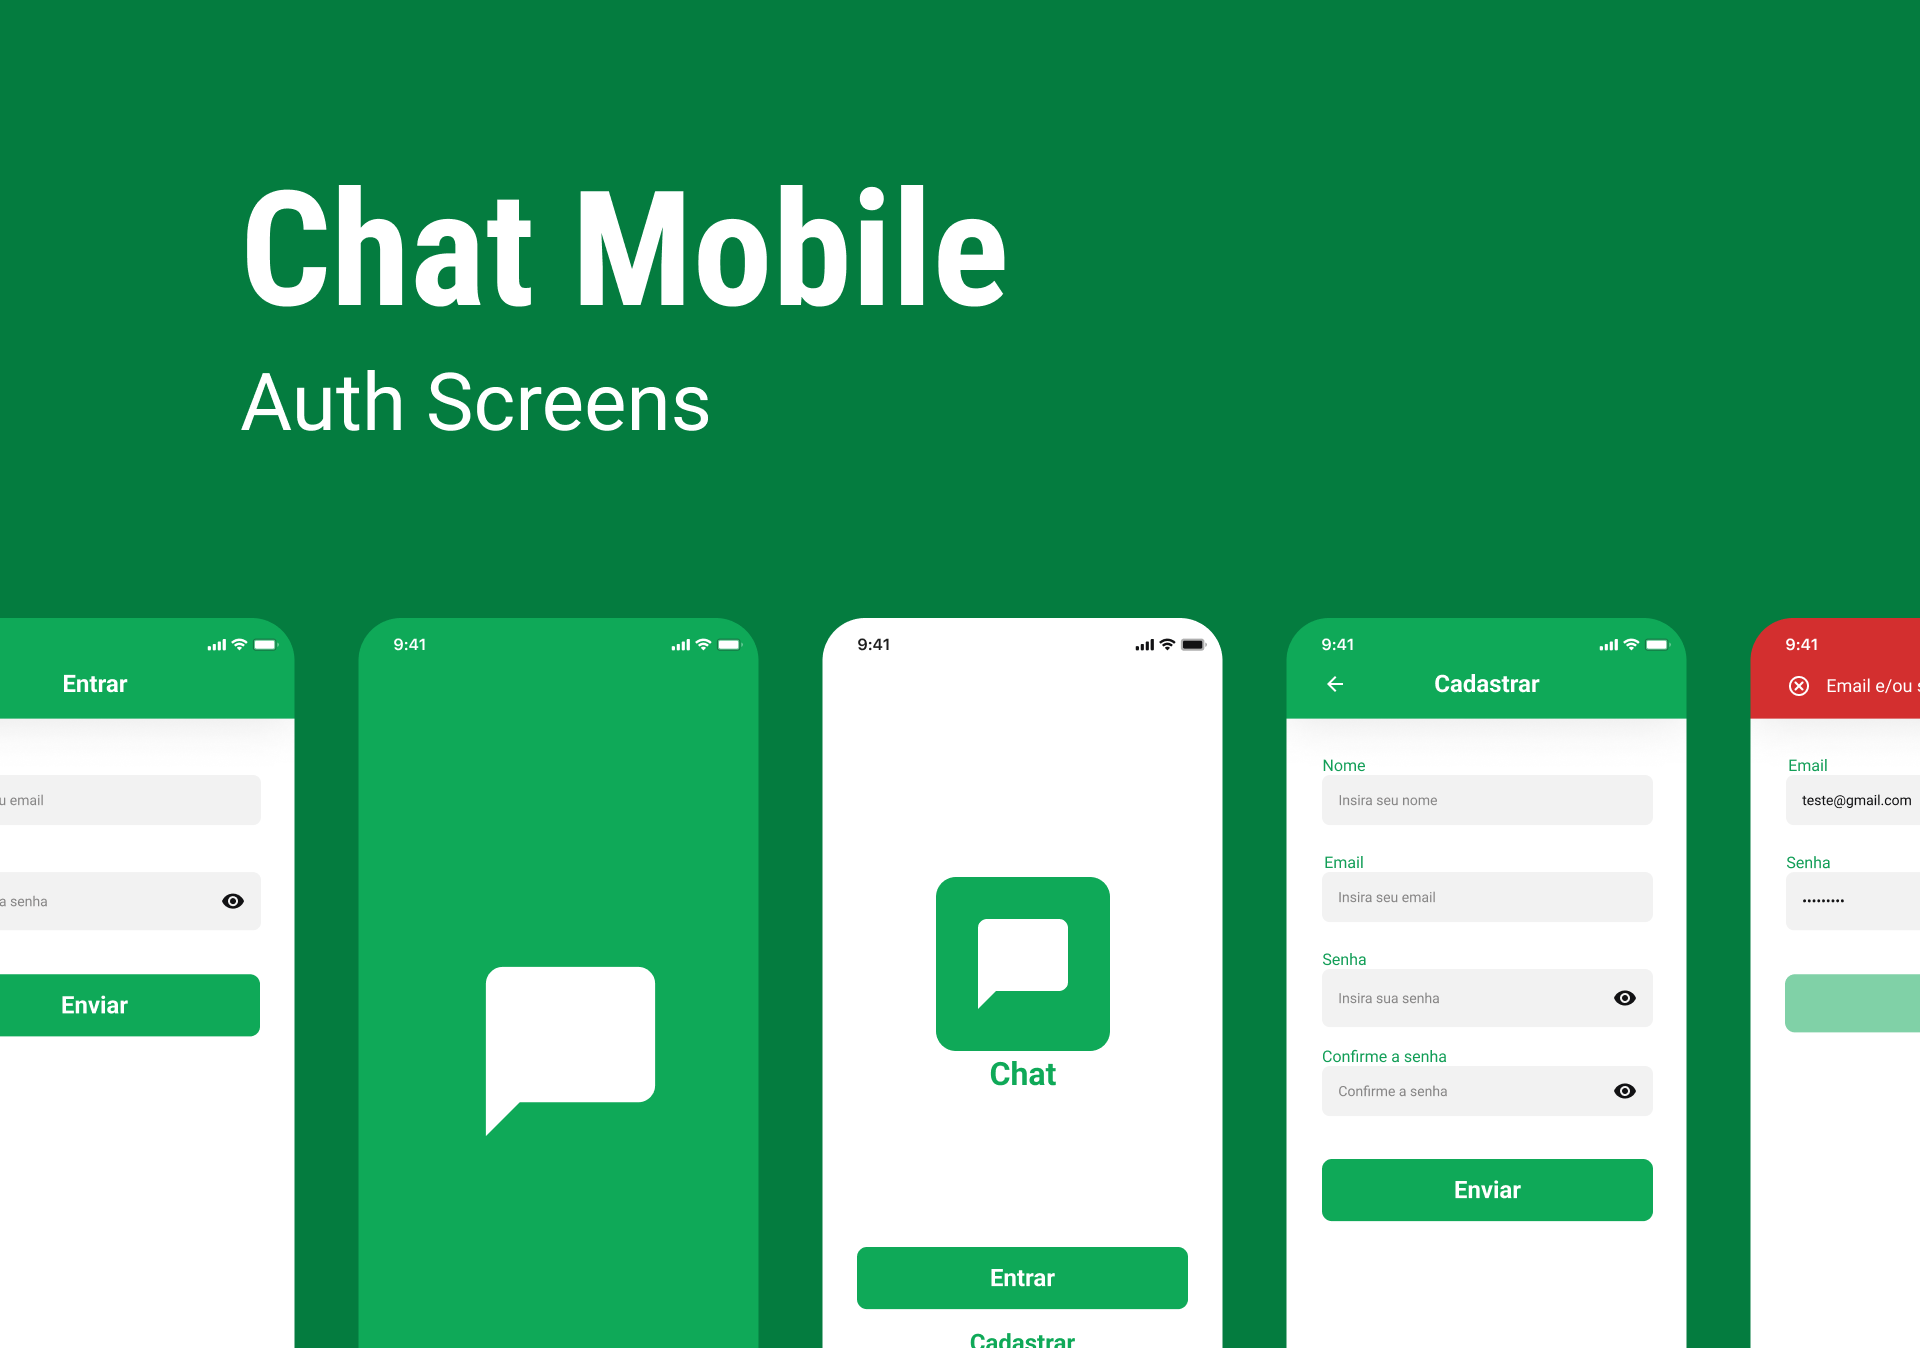 Chat Mobile
Auth Screens
Entrar
email
a senha
Enviar
9:41
9:41
Chat
Entrar
Cadastrar
9:41
Cadastrar
Nome
Insira seu nome
Email
Insira seu email
Senha
Insira sua senha
Confirme a senha
Confirme a senha
Enviar
9:41
Email e/ou
Email
teste@gmail.com
Senha
•••••••••